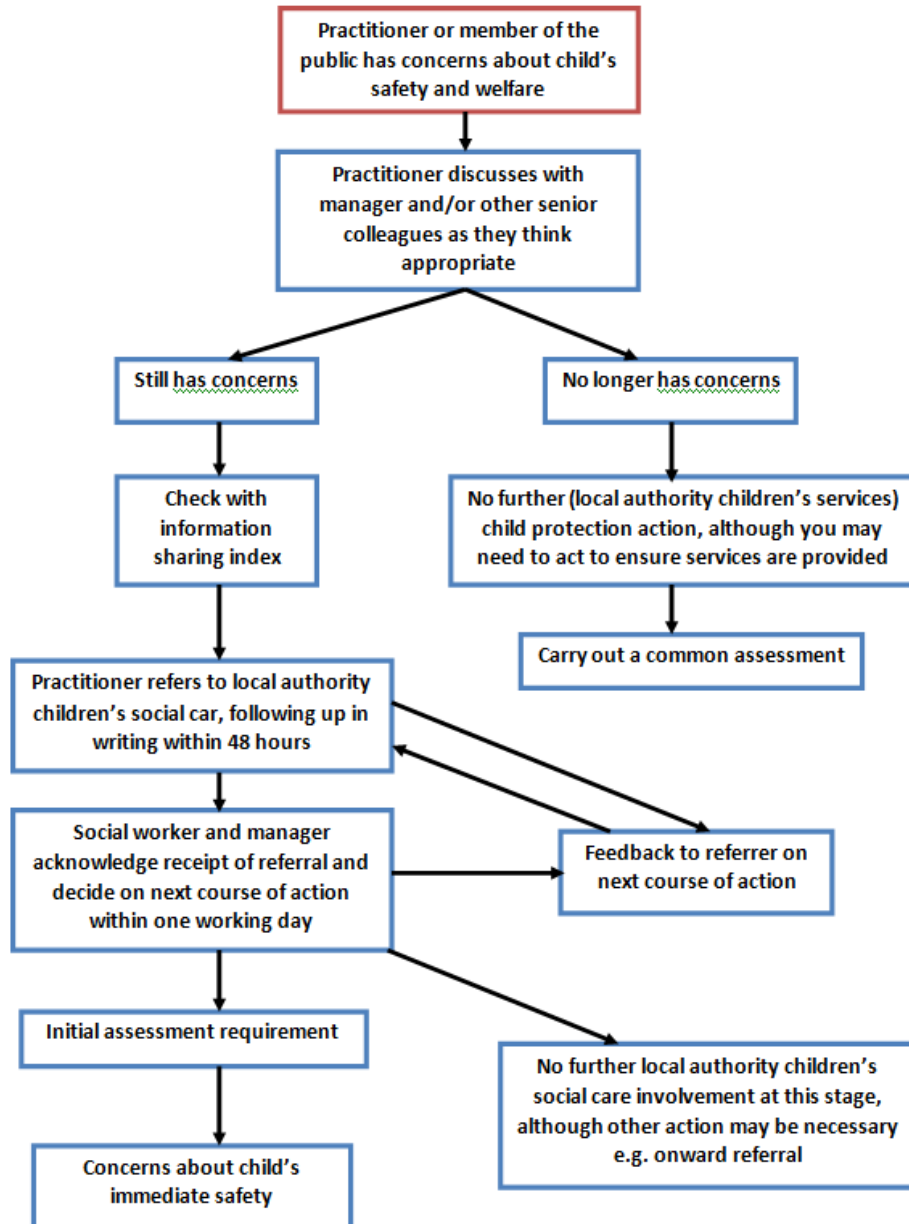 Practitioner or member of the
public has concerns about child’s
safety and welfare
Practitioner discusses with
manager and/or other senior
colleagues as they think
appropriate
Still has concerns
No longer has concerns
Check with
information
sharing index
No further (local authority children’s services)
child protection action, although you may
need to act to ensure services are provided
Carry out a common assessment
Practitioner refers to local authority
children’s social car, following up in
writing within 48 hours
Social worker and manager
acknowledge receipt of referral and
decide on next course of action
within one working day
Feedback to referrer on
next course of action
Initial assessment requirement
No further local authority children’s
social care involvement at this stage,
although other action may be necessary
e.g. onward referral
Concerns about child’s
immediate safety